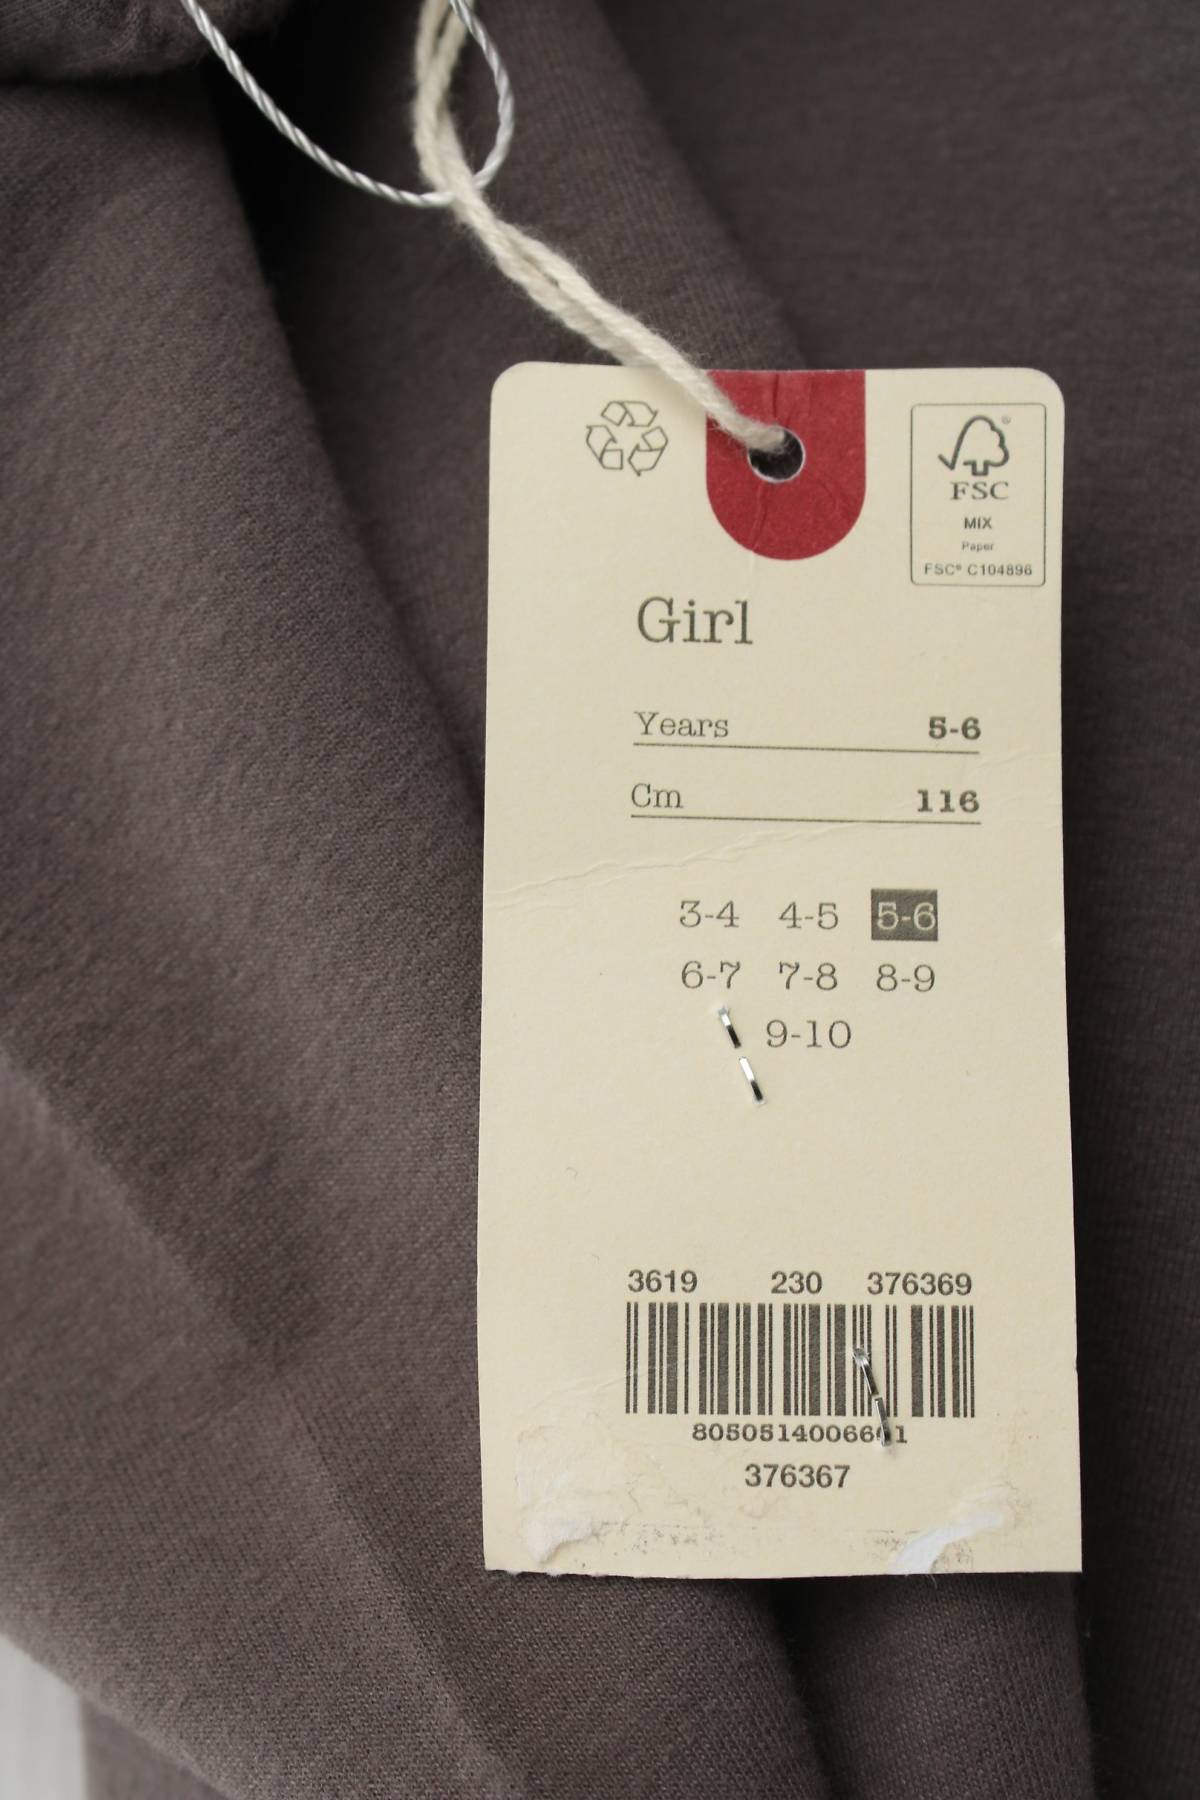 FSC®
MIX
Paper
FSC® C104896
Girl
Years 5-6
Cm 116
3-4 4-5 5-6
6-7 7-8 8-9
9-10
3619 230 376369
8050514006601
376367